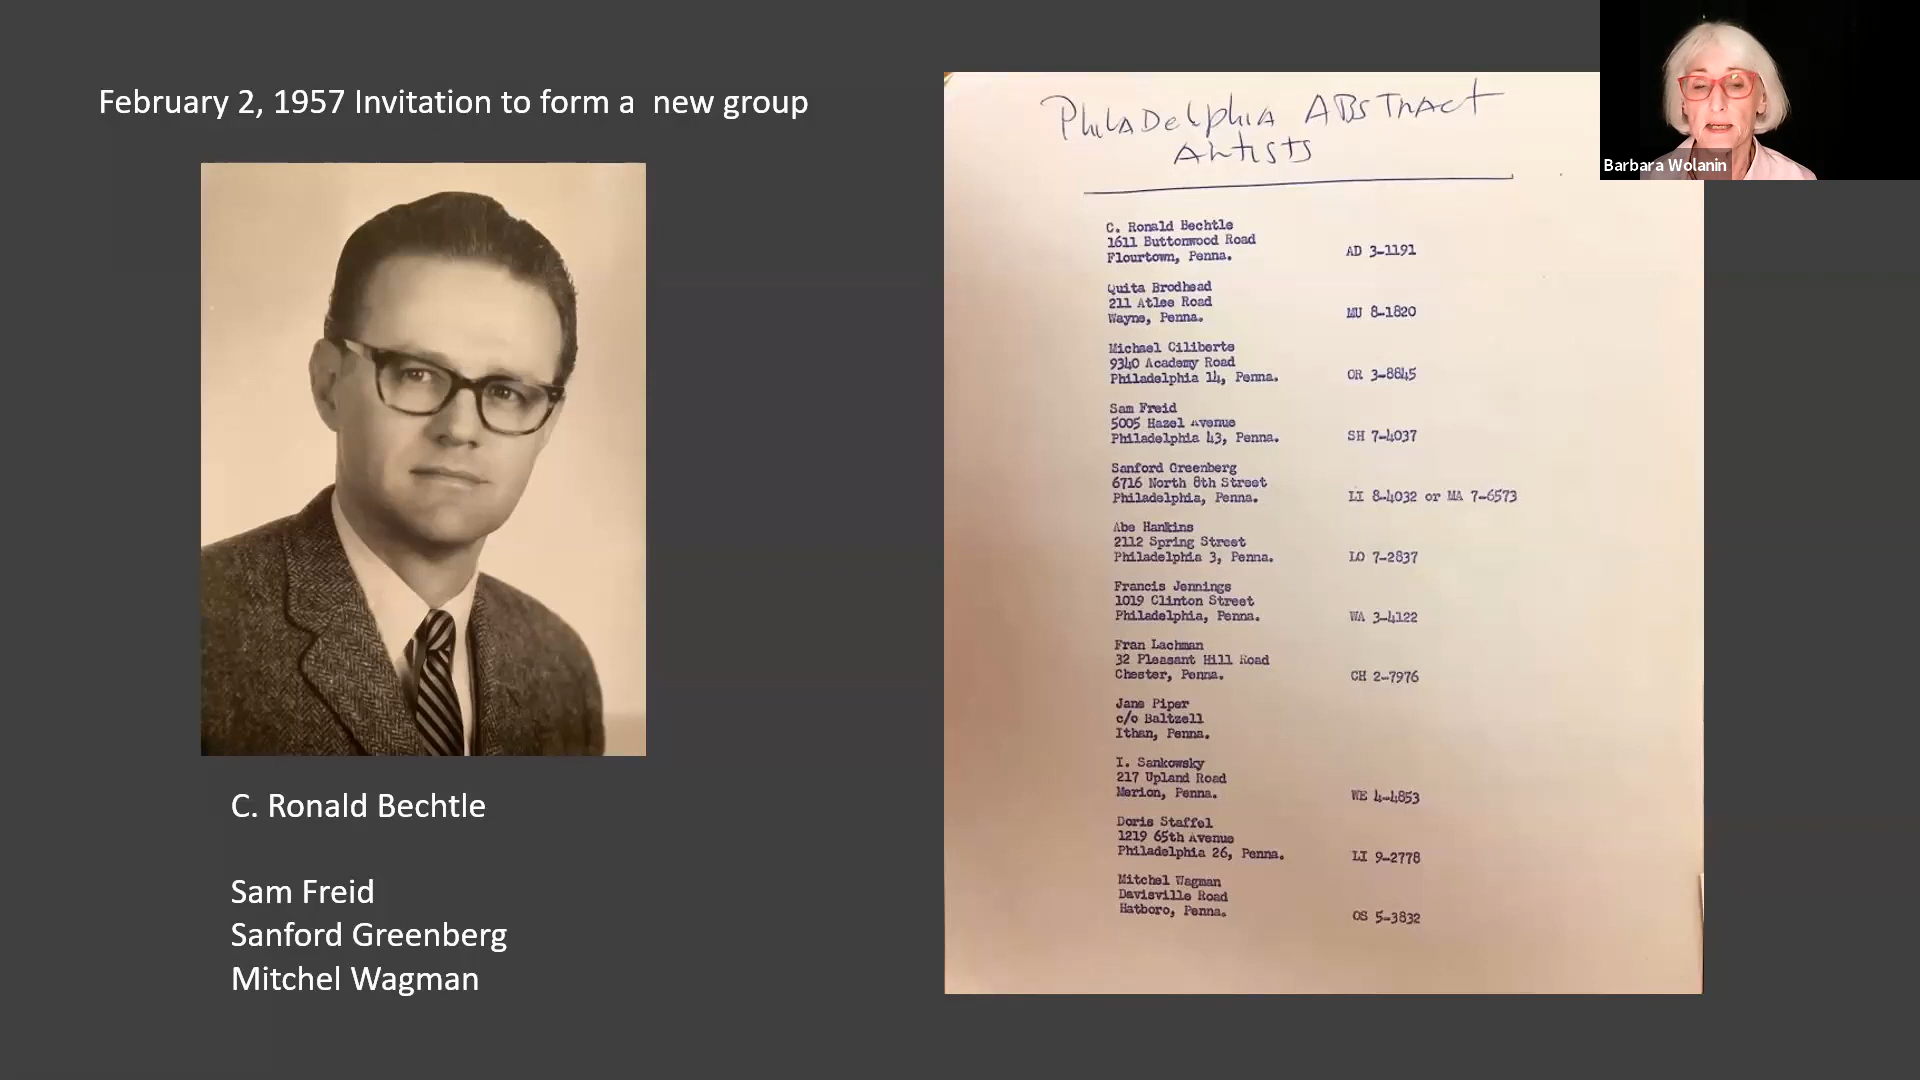 February 2, 1957 Invitation to form a new group
C. Ronald Bechtle
Sam Freid
Sanford Greenberg
Mitchel Wagman
Philadelphia Abstract
Artists
C. Ronald Bechtle
1611 Buttonwood Road
Flourtown, Penna.
AD 3-1191
Quita Brodhead
211 Atlee Road
Wayne, Penna.
MU 8-1820
Michael Ciliberte
9340 Academy Road
Philadelphia 14, Penna.
OR 3-8845
Sam Freid
5005 Hazel Avenue
Philadelphia 43, Penna.
SH 7-4037
Sanford Greenberg
6716 North 8th Street
Philadelphia, Penna.
LI 8-4032 or MA 7-6573
Abe Hankins
2112 Spring Street
Philadelphia 3, Penna.
LO 7-2837
Francis Jennings
1019 Clinton Street
Philadelphia, Penna.
WA 3-4122
Fran Lachman
32 Pleasant Hill Road
Chester, Penna.
CH 2-7976
Jane Piper
c/o Baltzell
Ithan, Penna.
I. Sankowsky
217 Upland Road
Merion, Penna.
WE 4-4853
Doris Staffel
1219 65th Avenue
Philadelphia 26, Penna.
LI 9-2778
Mitchel Wagman
Davisville Road
Hatboro, Penna.
OS 5-3832
Barbara Wolanin